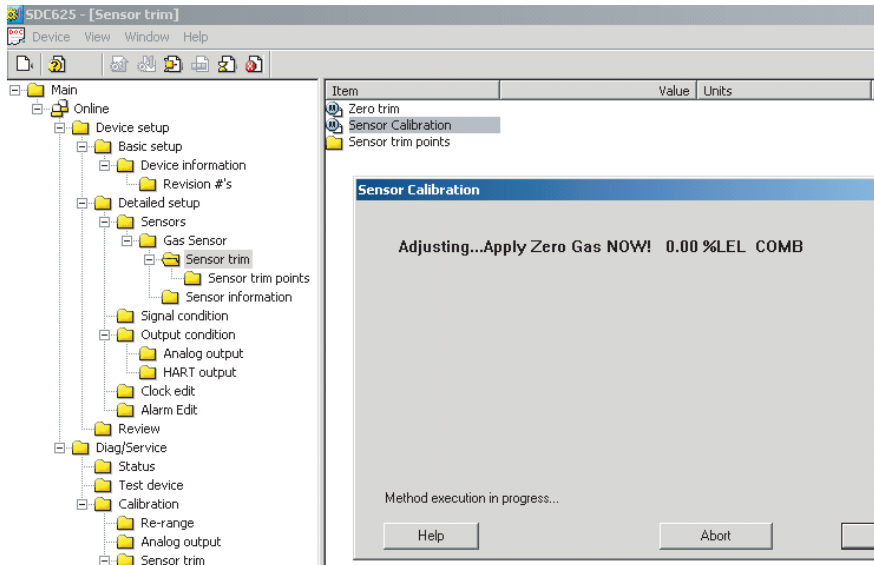 SDC625 - [Sensor trim]
Device View Window Help
Main
Online
Device setup
Basic setup
Device information
Revision #'s
Detailed setup
Sensors
Gas Sensor
Sensor trim
Sensor trim points
Sensor information
Signal condition
Output condition
Analog output
HART output
Clock edit
Alarm Edit
Review
Diag/Service
Status
Test device
Calibration
Re-range
Analog output
Sensor trim
Item Value Units
Zero trim
Sensor Calibration
Sensor trim points
Sensor Calibration
Adjusting...Apply Zero Gas NOW! 0.00 %LEL COMB
Method execution in progress...
Help Abort